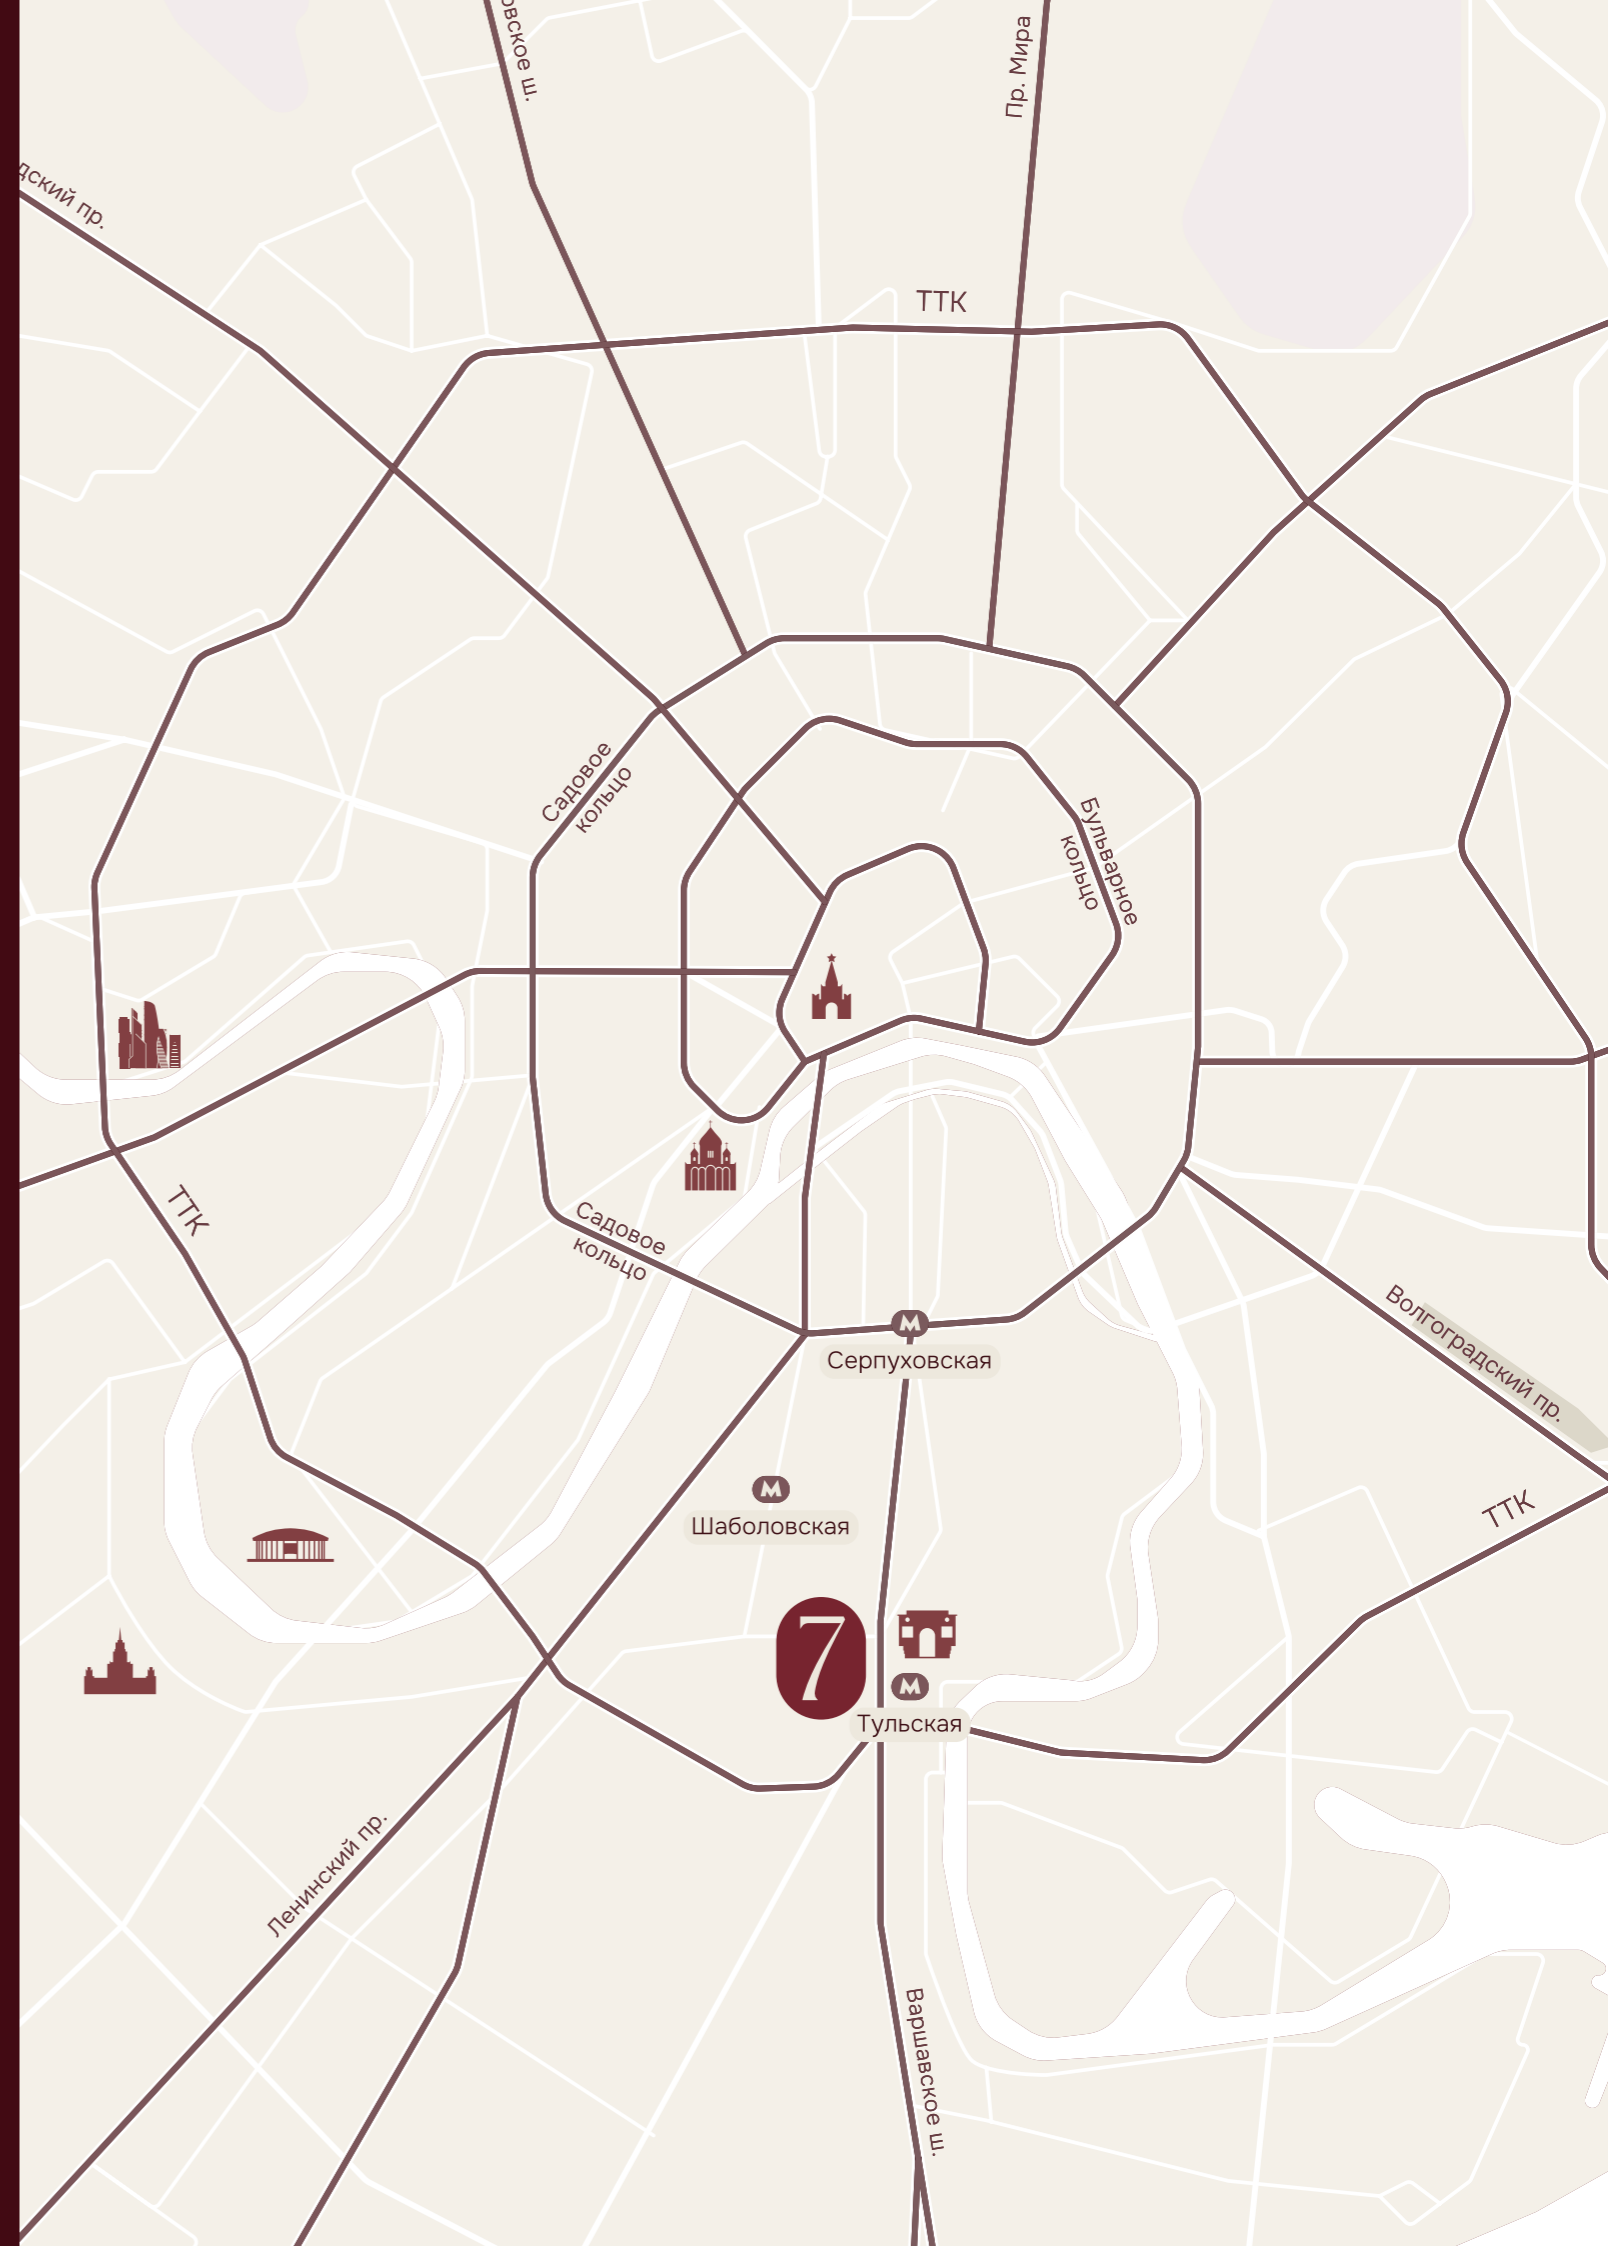 овское ш.
Пр. Мира
дский пр.
ТТК
Садовое
кольцо
Бульварное
кольцо
ТТК
Садовое
кольцо
М
Серпуховская
Волгоградский пр.
М
Шаболовская
ТТК
7
М
Тульская
Ленинский пр.
Варшавское ш.